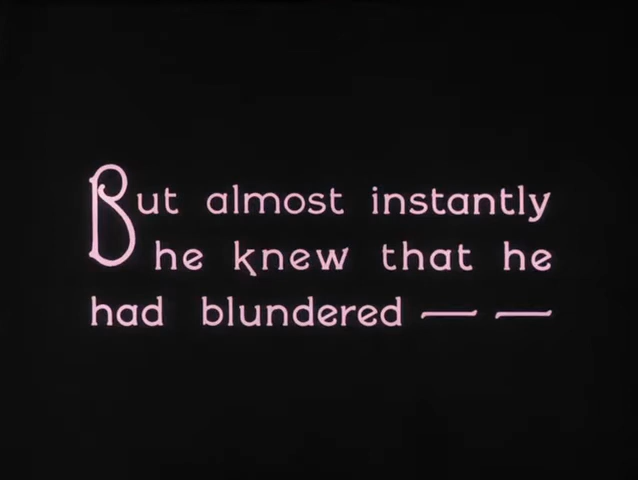 But almost instantly
he knew that he
had blundered — —